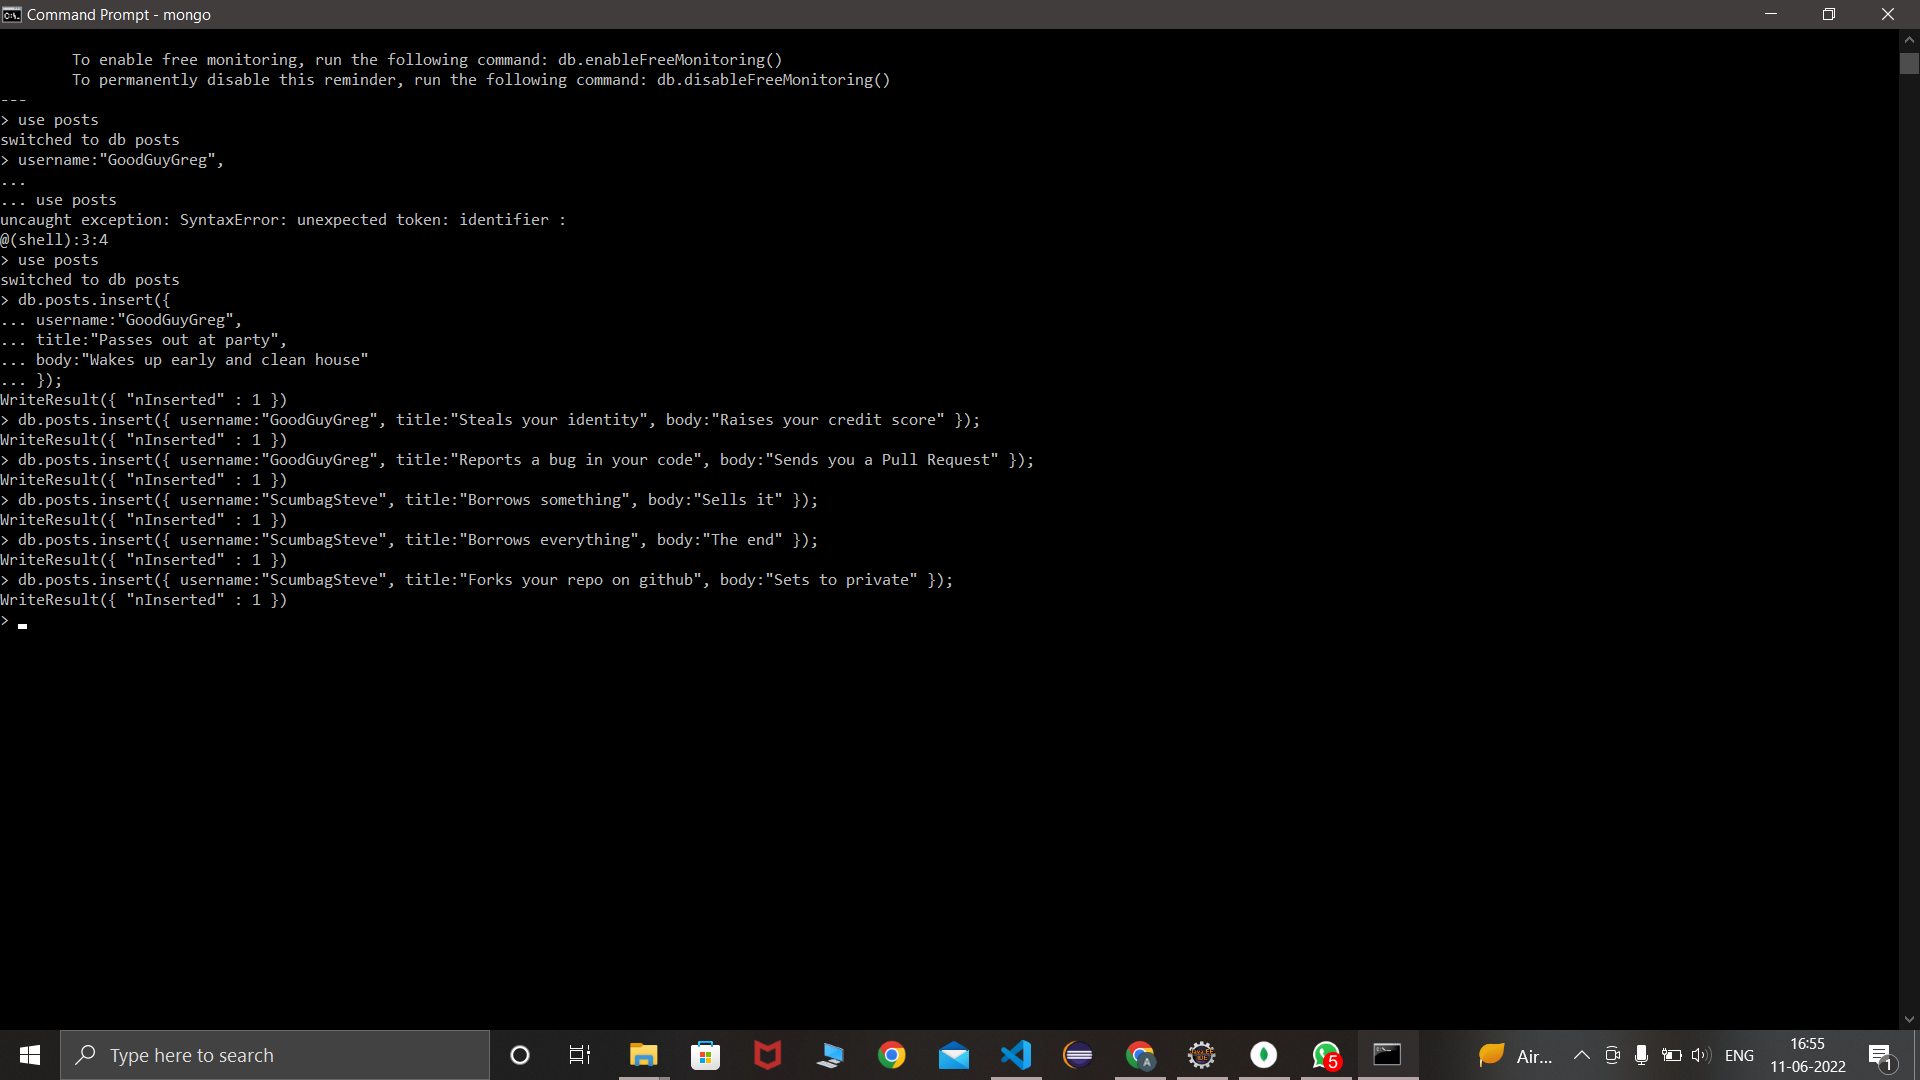 Command Prompt - mongo
To enable free monitoring, run the following command: db.enableFreeMonitoring()
To permanently disable this reminder, run the following command: db.disableFreeMonitoring()
---
> use posts
switched to db posts
> username:"GoodGuyGreg",
...
... use posts
uncaught exception: SyntaxError: unexpected token: identifier :
@(shell):3:4
> use posts
switched to db posts
> db.posts.insert({
... username:"GoodGuyGreg",
... title:"Passes out at party",
... body:"Wakes up early and clean house"
... });
WriteResult({ "nInserted" : 1 })
> db.posts.insert({ username:"GoodGuyGreg", title:"Steals your identity", body:"Raises your credit score" });
WriteResult({ "nInserted" : 1 })
> db.posts.insert({ username:"GoodGuyGreg", title:"Reports a bug in your code", body:"Sends you a Pull Request" });
WriteResult({ "nInserted" : 1 })
> db.posts.insert({ username:"ScumbagSteve", title:"Borrows something", body:"Sells it" });
WriteResult({ "nInserted" : 1 })
> db.posts.insert({ username:"ScumbagSteve", title:"Borrows everything", body:"The end" });
WriteResult({ "nInserted" : 1 })
> db.posts.insert({ username:"ScumbagSteve", title:"Forks your repo on github", body:"Sets to private" });
WriteResult({ "nInserted" : 1 })
>
Type here to search
A
5
Air...
ENG
16:55
11-06-2022
1